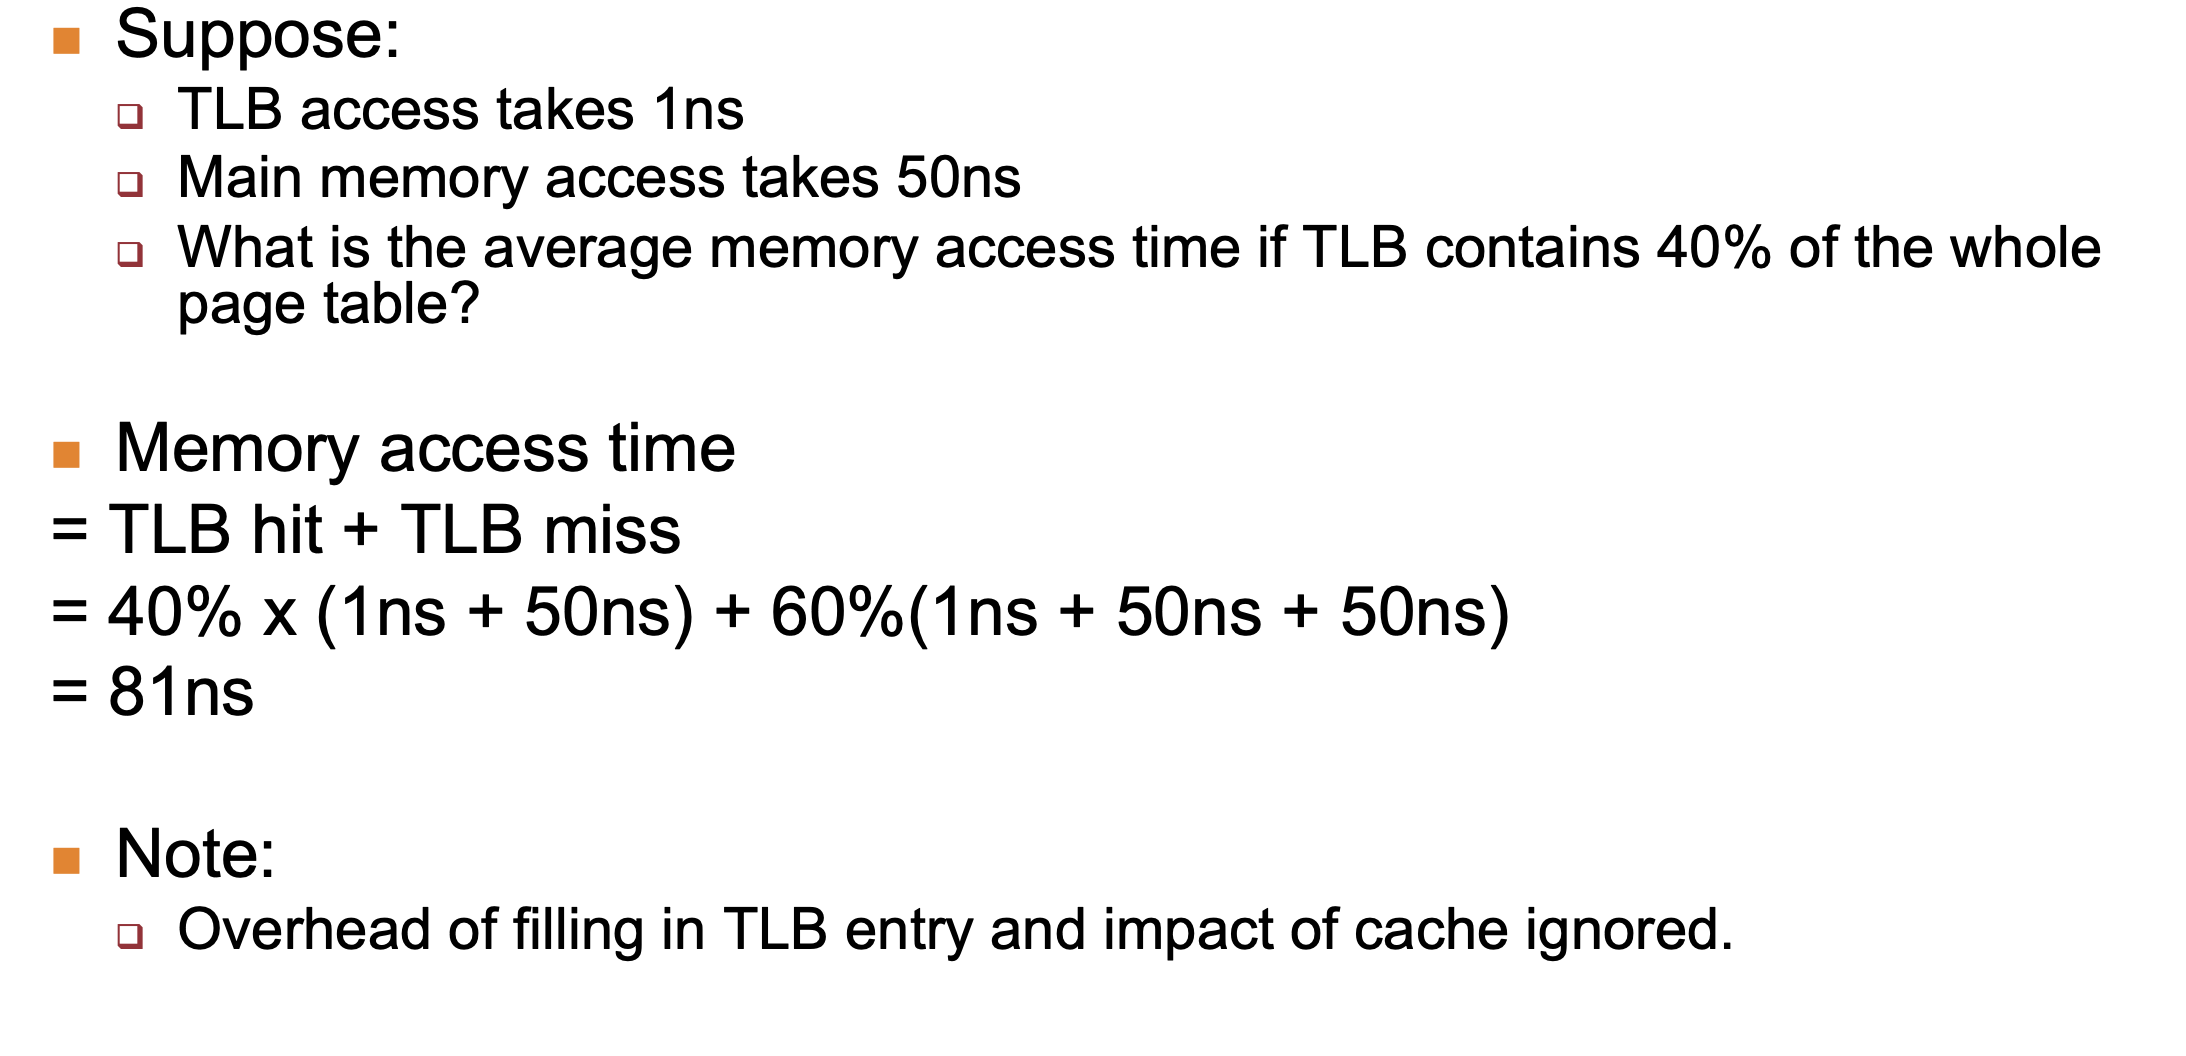 Suppose:
TLB access takes 1ns
Main memory access takes 50ns
What is the average memory access time if TLB contains 40% of the whole
page table?
Memory access time
= TLB hit + TLB miss
= 40% x (1ns + 50ns) + 60%(1ns + 50ns + 50ns)
= 81ns
Note:
Overhead of filling in TLB entry and impact of cache ignored.